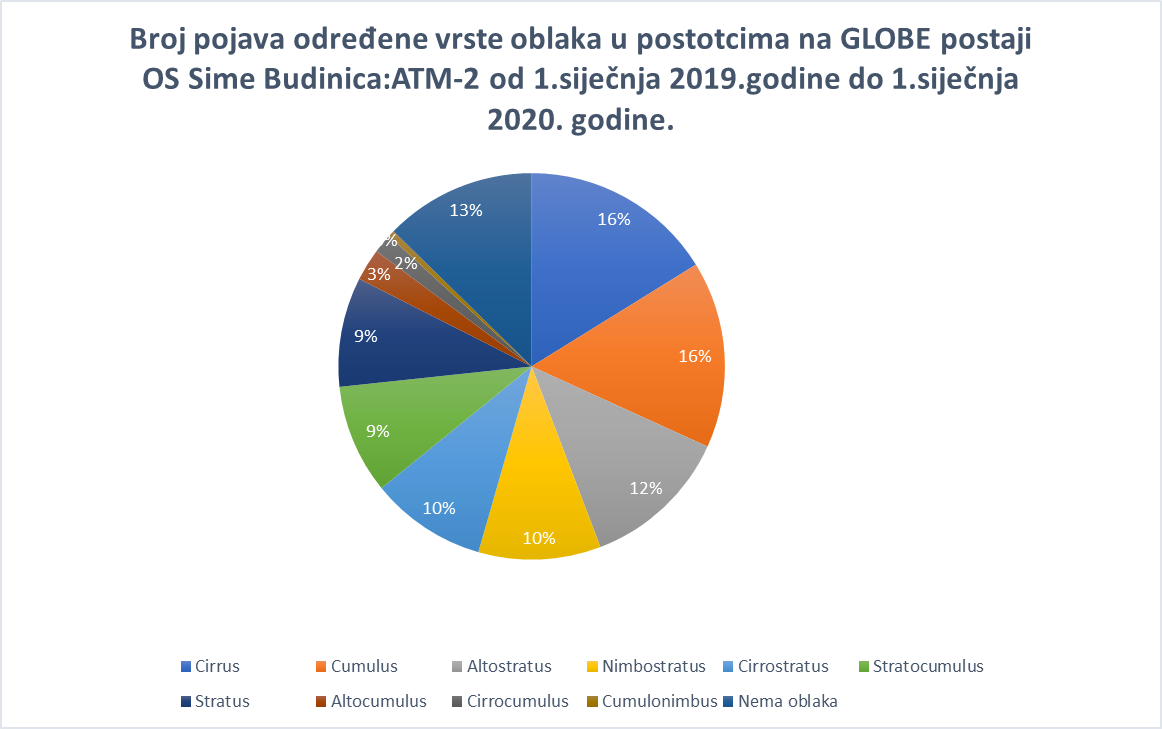 Broj pojava određene vrste oblaka u postotcima na GLOBE postaji
OS Sime Budinica:ATM-2 od 1.siječnja 2019.godine do 1.siječnja
2020. godine.
13%
16%
%
2%
3%
9%
16%
9%
12%
10%
10%
Cirrus Cumulus Altostratus Nimbostratus Cirrostratus Stratocumulus
Stratus Altocumulus Cirrocumulus Cumulonimbus Nema oblaka